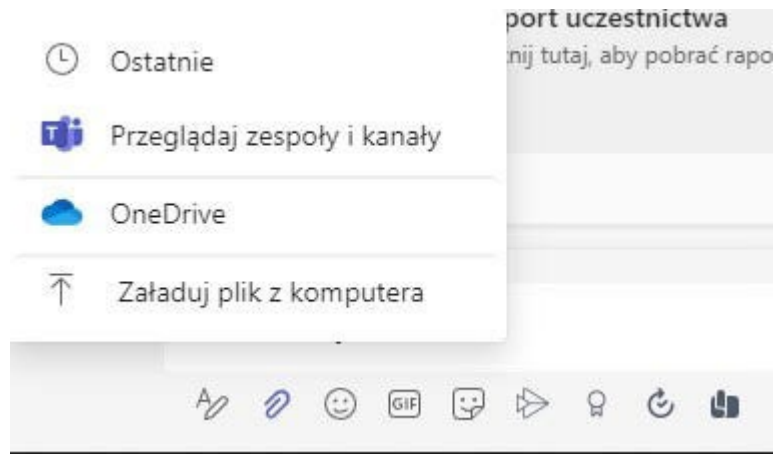 port uczestnictwa
nij tutaj, aby pobrać rapo
Ostatnie
Przeglądaj zespoły i kanały
OneDrive
Załaduj plik z komputera
GIF